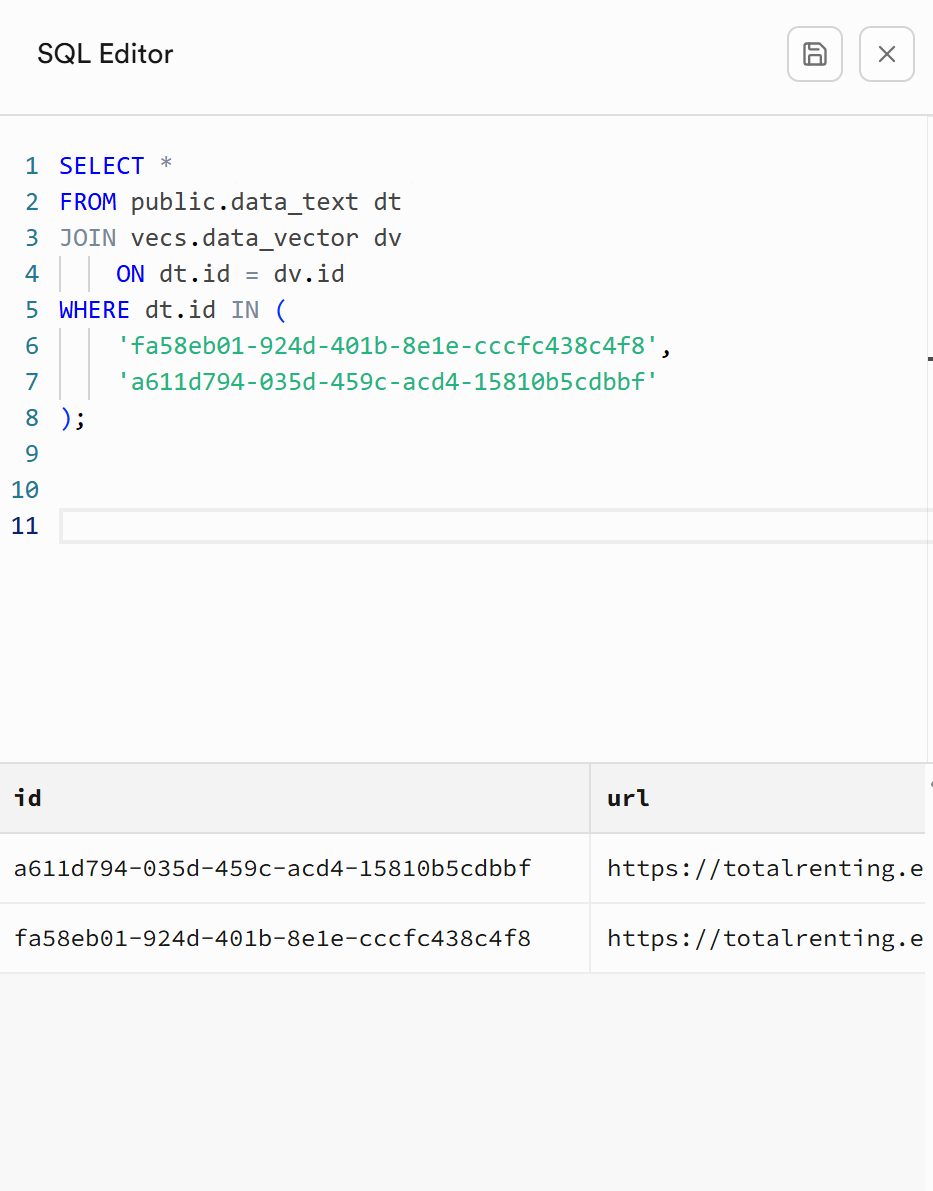 SQL Editor
1 SELECT *
2 FROM public.data_text dt
3 JOIN vecs.data_vector dv
4 ON dt.id = dv.id
5 WHERE dt.id IN (
6 'fa58eb01-924d-401b-8e1e-cccfc438c4f8',
7 'a611d794-035d-459c-acd4-15810b5cdbbf'
8 );
9
10
11
id url
a611d794-035d-459c-acd4-15810b5cdbbf https://totalrenting.e
fa58eb01-924d-401b-8e1e-cccfc438c4f8 https://totalrenting.e